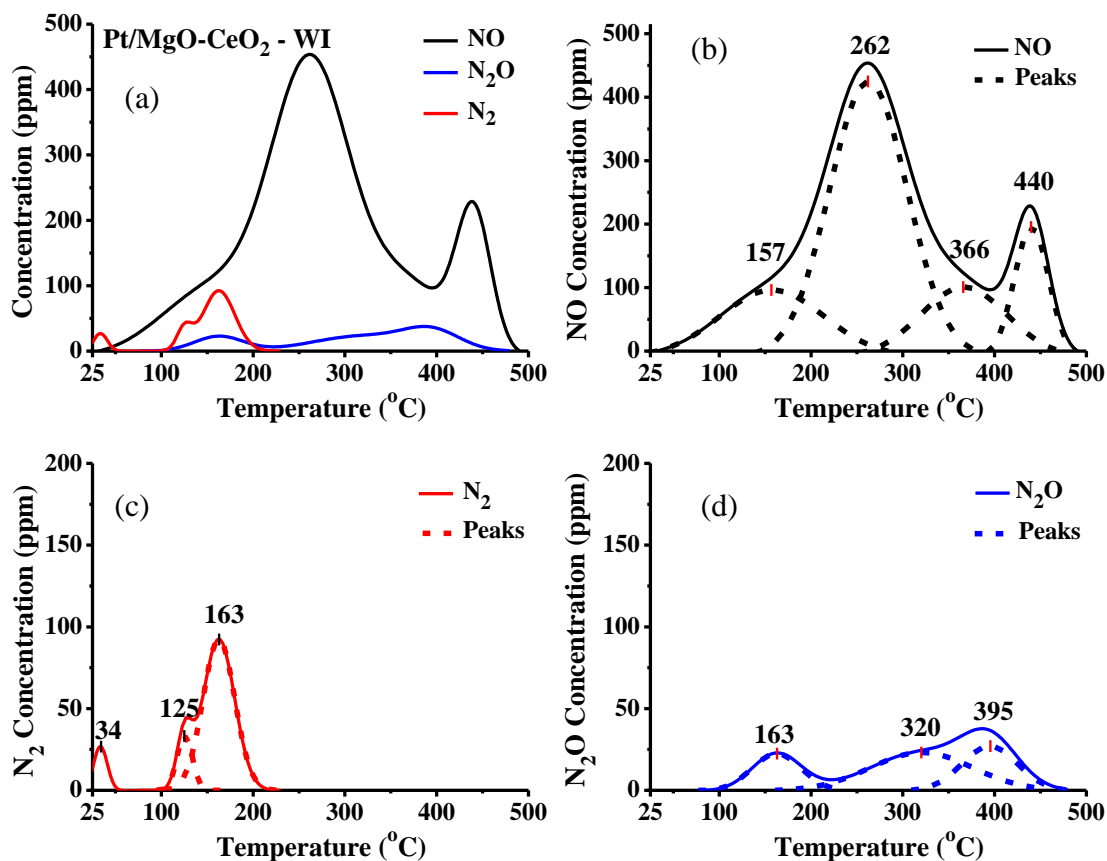 Pt/MgO-CeO₂ - WI
(a)
NO
N₂O
N₂
500
400
300
200
100
0
25 100 200 300 400 500
Temperature (°C)
Concentration (ppm)
(b)
NO
Peaks
157
262
366
440
500
400
300
200
100
0
25 100 200 300 400 500
Temperature (°C)
NO Concentration (ppm)
(c)
N₂
Peaks
34
125
163
200
150
100
50
0
25 100 200 300 400 500
Temperature (°C)
N₂ Concentration (ppm)
(d)
N₂O
Peaks
163
320
395
200
150
100
50
0
25 100 200 300 400 500
Temperature (°C)
N₂O Concentration (ppm)